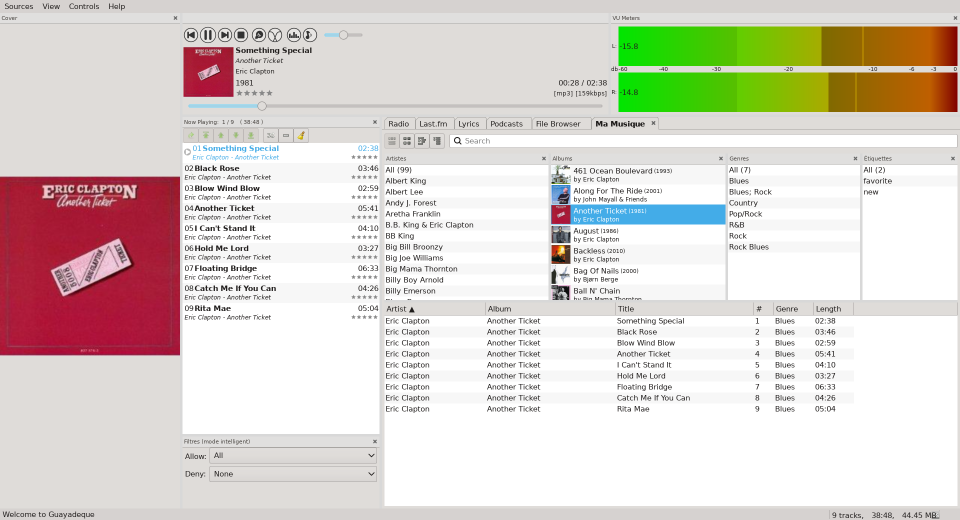 Sources View Controls Help
Cover
ERIC CLAPTON
Another Ticket
Something Special
Another Ticket
Eric Clapton
1981
00:28 / 02:38
[mp3] [159kbps]
VU Meters
L: -15.8
db -60 -40 -30 -20 -10 -6 -3 0
R: -14.8
Now Playing: 1 / 9 ( 38:48 )
01 Something Special 02:38
Eric Clapton - Another Ticket
02 Black Rose 03:46
Eric Clapton - Another Ticket
03 Blow Wind Blow 02:59
Eric Clapton - Another Ticket
04 Another Ticket 05:41
Eric Clapton - Another Ticket
05 I Can't Stand It 04:10
Eric Clapton - Another Ticket
06 Hold Me Lord 03:27
Eric Clapton - Another Ticket
07 Floating Bridge 06:33
Eric Clapton - Another Ticket
08 Catch Me If You Can 04:26
Eric Clapton - Another Ticket
09 Rita Mae 05:04
Eric Clapton - Another Ticket
Filtres (mode intelligent)
Allow: All
Deny: None
Radio Last.fm Lyrics Podcasts File Browser Ma Musique
Search
Artistes
All (99)
Albert King
Albert Lee
Andy J. Forest
Aretha Franklin
B.B. King & Eric Clapton
BB King
Big Bill Broonzy
Big Joe Williams
Big Mama Thornton
Billy Boy Arnold
Billy Emerson
Albums
461 Ocean Boulevard (1993)
by Eric Clapton
Along For The Ride (2001)
by John Mayall & Friends
Another Ticket (1981)
by Eric Clapton
August (1986)
by Eric Clapton
Backless (2010)
by Eric Clapton
Bag Of Nails (2000)
by Bjørn Berge
Ball N' Chain
by Big Mama Thornton
Genres
All (7)
Blues
Blues; Rock
Country
Pop/Rock
R&B
Rock
Rock Blues
Étiquettes
All (2)
favorite
new
Artist ▲ Album Title # Genre Length
Eric Clapton Another Ticket Something Special 1 Blues 02:38
Eric Clapton Another Ticket Black Rose 2 Blues 03:46
Eric Clapton Another Ticket Blow Wind Blow 3 Blues 02:59
Eric Clapton Another Ticket Another Ticket 4 Blues 05:41
Eric Clapton Another Ticket I Can't Stand It 5 Blues 04:10
Eric Clapton Another Ticket Hold Me Lord 6 Blues 03:27
Eric Clapton Another Ticket Floating Bridge 7 Blues 06:33
Eric Clapton Another Ticket Catch Me If You Can 8 Blues 04:26
Eric Clapton Another Ticket Rita Mae 9 Blues 05:04
Welcome to Guayadeque
9 tracks, 38:48, 44.45 MB